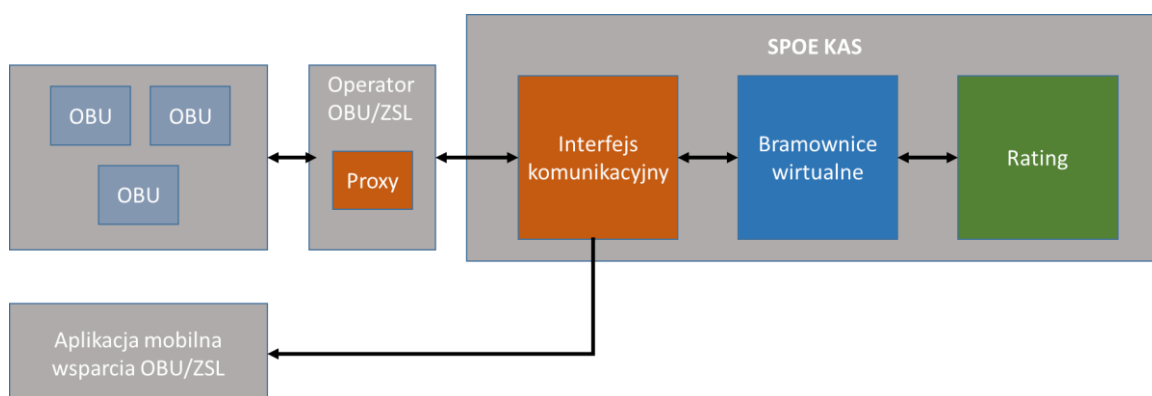 SPOE KAS
OBU
OBU
OBU
Operator
OBU/ZSL
Proxy
Interfejs
komunikacyjny
Bramownice
wirtualne
Rating
Aplikacja mobilna
wsparcia OBU/ZSL